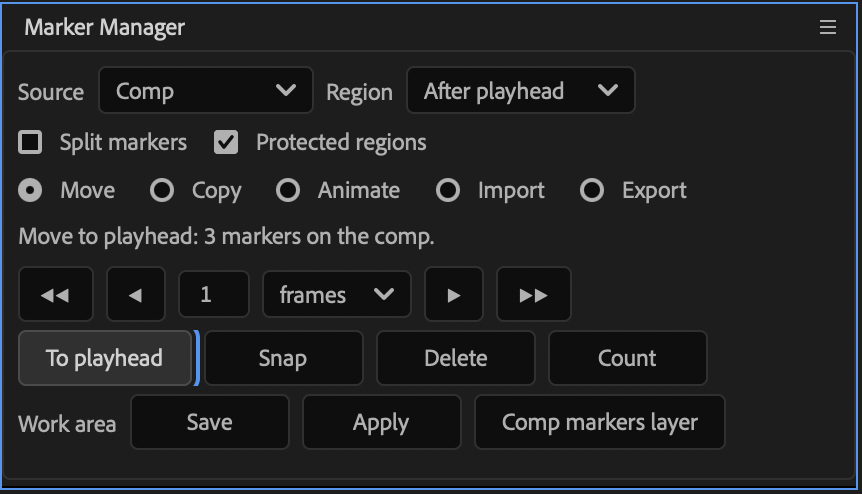 Marker Manager
Source Comp Region After playhead
Split markers Protected regions
Move Copy Animate Import Export
Move to playhead: 3 markers on the comp.
1 frames
To playhead Snap Delete Count
Work area Save Apply Comp markers layer